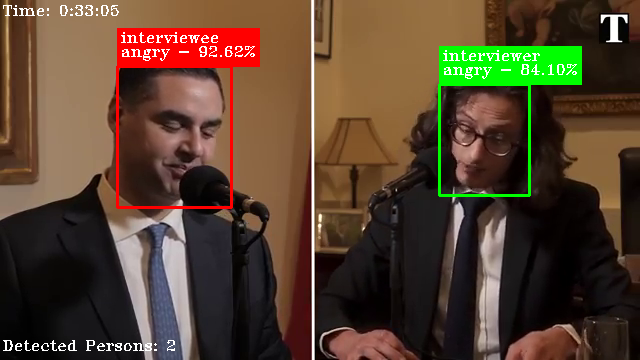 Time: 0:33:05
interviewee
angry - 92.62%
interviewer
angry - 84.10%
T
Detected Persons: 2